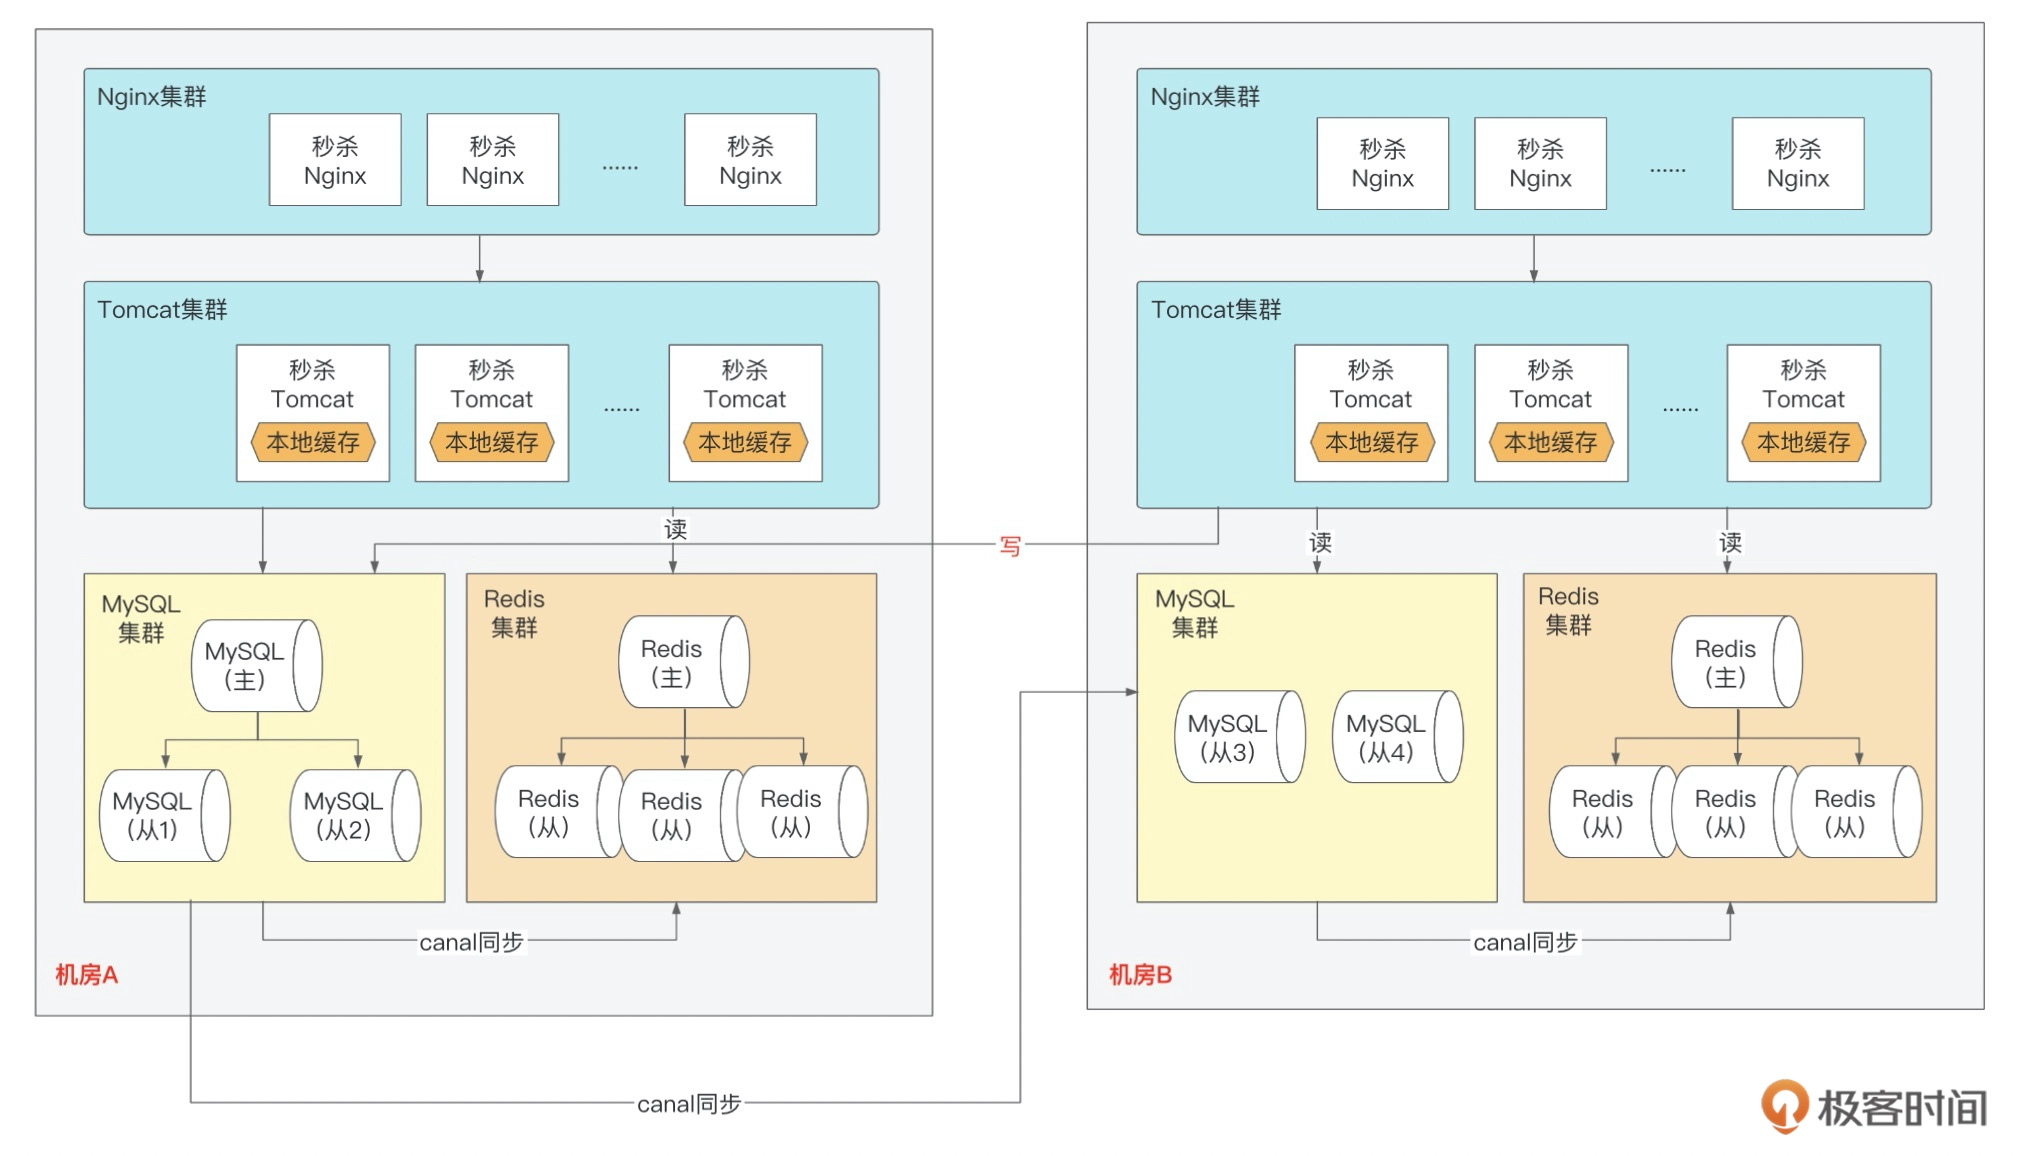 Nginx集群
秒杀
Nginx
秒杀
Nginx
......
秒杀
Nginx
Tomcat集群
秒杀
Tomcat
本地缓存
秒杀
Tomcat
本地缓存
......
秒杀
Tomcat
本地缓存
读
写
MySQL
集群
MySQL
(主)
MySQL
(从1)
MySQL
(从2)
Redis
集群
Redis
(主)
Redis
(从)
Redis
(从)
Redis
(从)
canal同步
机房A
Nginx集群
秒杀
Nginx
秒杀
Nginx
......
秒杀
Nginx
Tomcat集群
秒杀
Tomcat
本地缓存
秒杀
Tomcat
本地缓存
......
秒杀
Tomcat
本地缓存
读
读
MySQL
集群
MySQL
(从3)
MySQL
(从4)
Redis
集群
Redis
(主)
Redis
(从)
Redis
(从)
Redis
(从)
canal同步
机房B
canal同步
极客时间